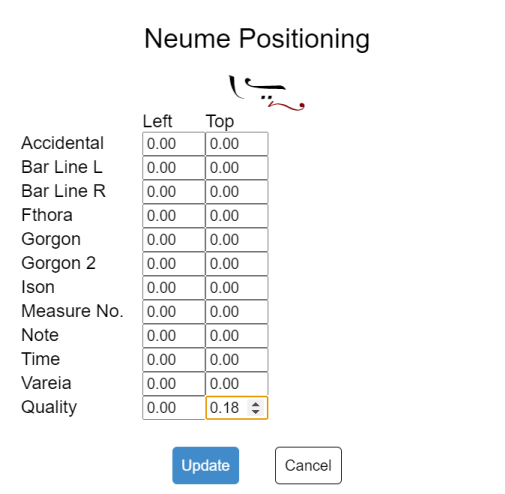 Neume Positioning
Left Top
Accidental 0.00 0.00
Bar Line L 0.00 0.00
Bar Line R 0.00 0.00
Fthora 0.00 0.00
Gorgon 0.00 0.00
Gorgon 2 0.00 0.00
Ison 0.00 0.00
Measure No. 0.00 0.00
Note 0.00 0.00
Time 0.00 0.00
Vareia 0.00 0.00
Quality 0.00 0.18
Update Cancel